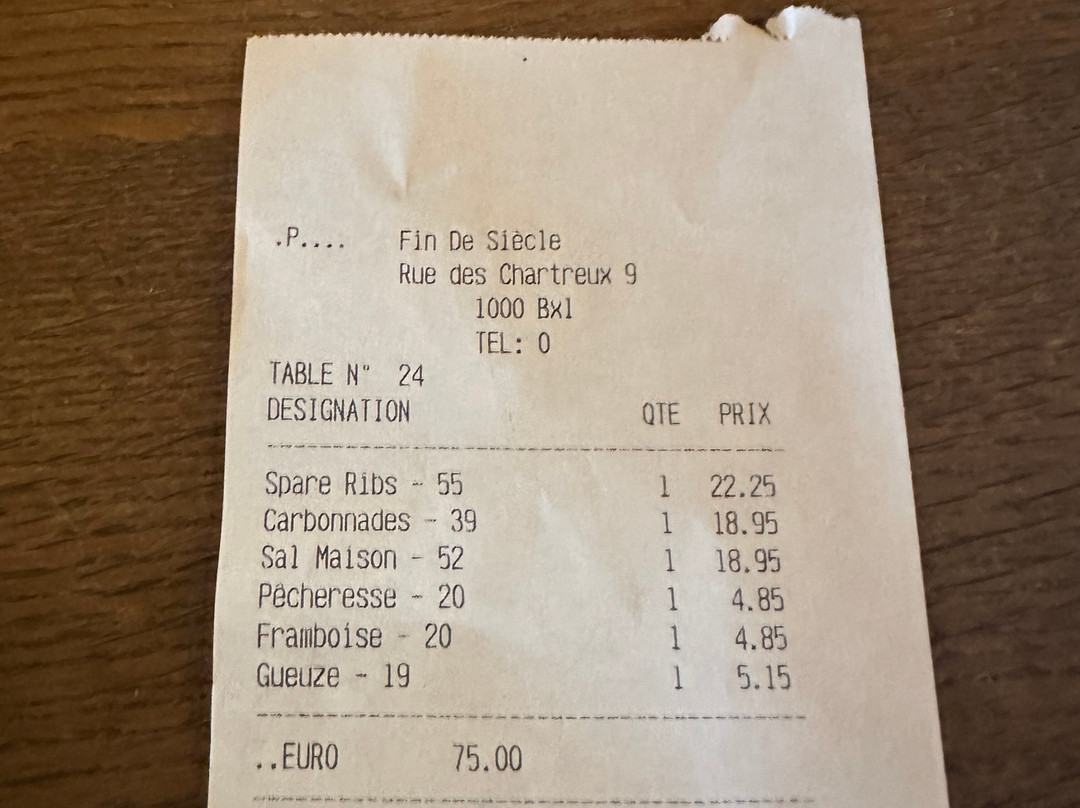 .P.... Fin De Siècle
Rue des Chartreux 9
1000 Bxl
TEL: 0
TABLE N° 24
DESIGNATION QTE PRIX
Spare Ribs - 55 1 22.25
Carbonnades - 39 1 18.95
Sal Maison - 52 1 18.95
Pêcheresse - 20 1 4.85
Framboise - 20 1 4.85
Gueuze - 19 1 5.15
..EURO 75.00